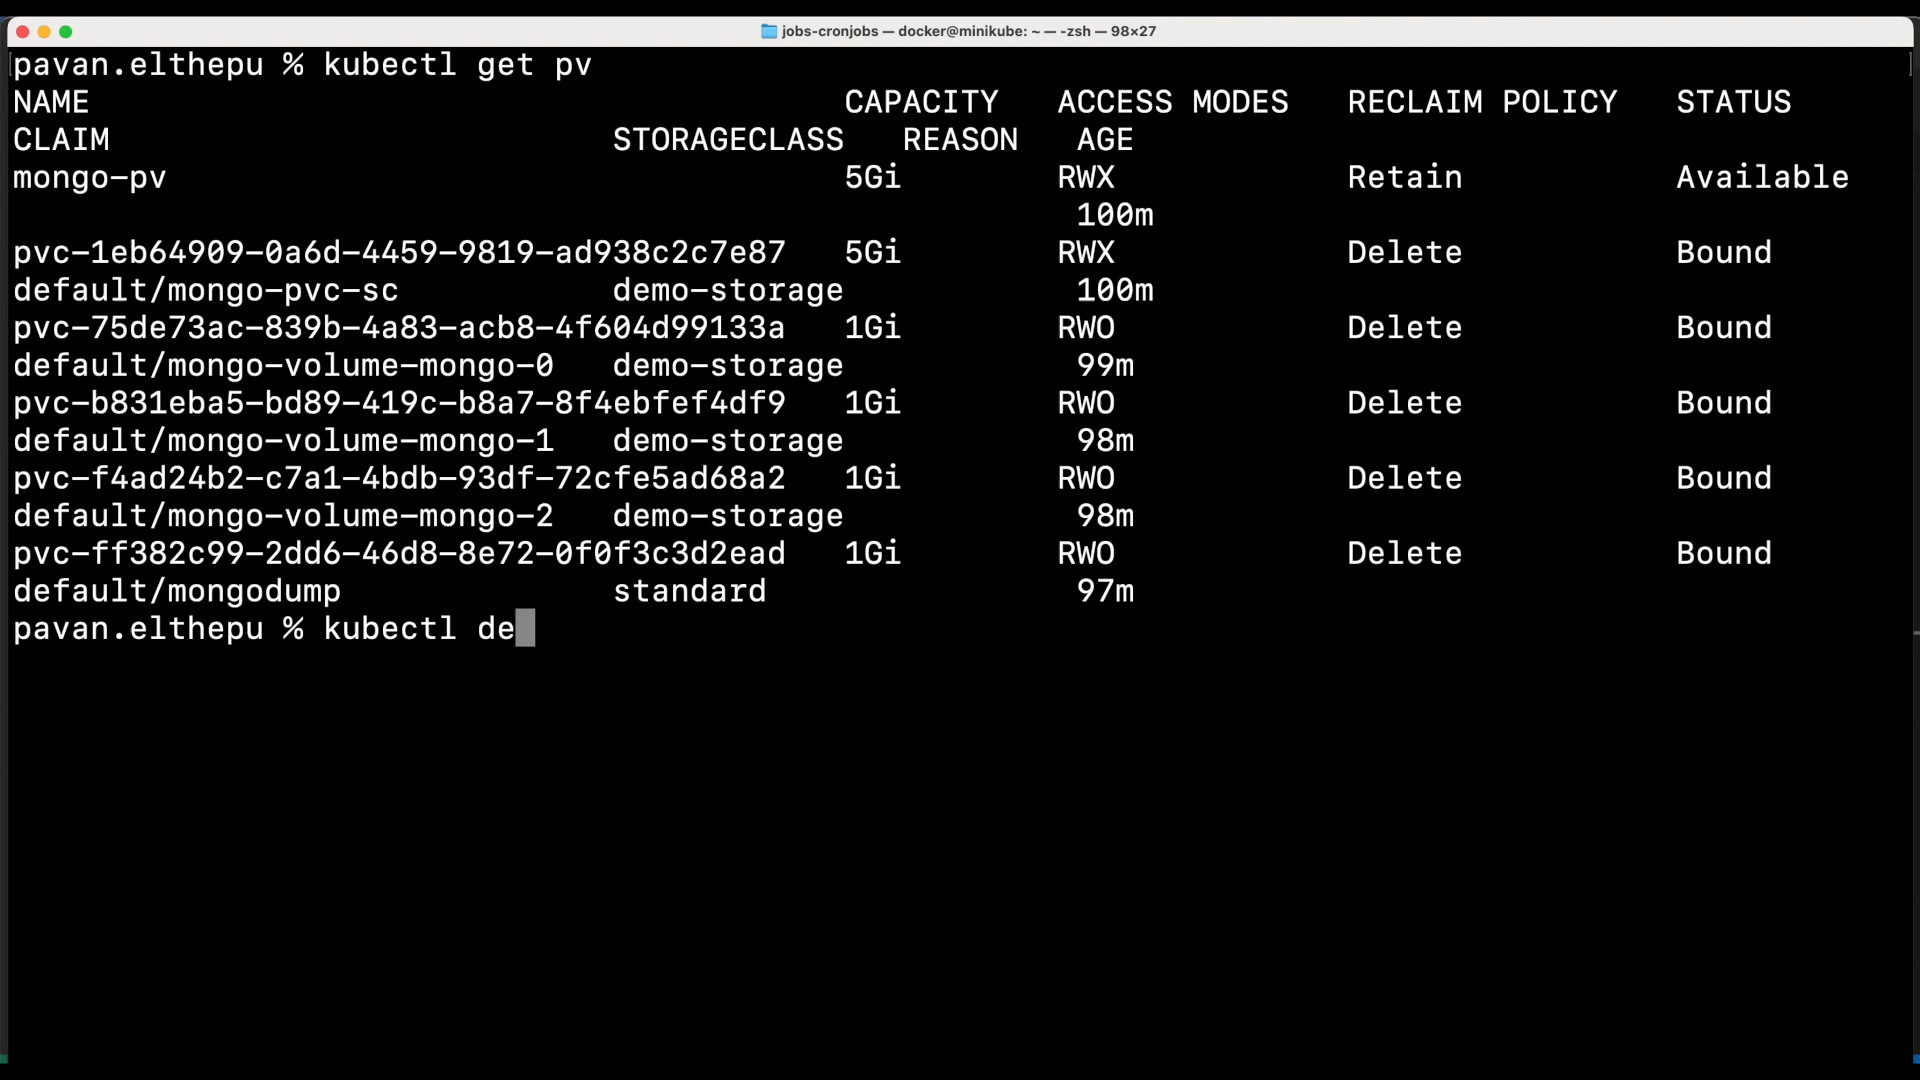 jobs-cronjobs — docker@minikube: ~ — -zsh — 98×27
pavan.elthepu % kubectl get pv
NAME CAPACITY ACCESS MODES RECLAIM POLICY STATUS
CLAIM STORAGECLASS REASON AGE
mongo-pv 5Gi RWX Retain Available
100m
pvc-1eb64909-0a6d-4459-9819-ad938c2c7e87 5Gi RWX Delete Bound
default/mongo-pvc-sc demo-storage 100m
pvc-75de73ac-839b-4a83-acb8-4f604d99133a 1Gi RWO Delete Bound
default/mongo-volume-mongo-0 demo-storage 99m
pvc-b831eba5-bd89-419c-b8a7-8f4ebfef4df9 1Gi RWO Delete Bound
default/mongo-volume-mongo-1 demo-storage 98m
pvc-f4ad24b2-c7a1-4bdb-93df-72cfe5ad68a2 1Gi RWO Delete Bound
default/mongo-volume-mongo-2 demo-storage 98m
pvc-ff382c99-2dd6-46d8-8e72-0f0f3c3d2ead 1Gi RWO Delete Bound
default/mongodump standard 97m
pavan.elthepu % kubectl de